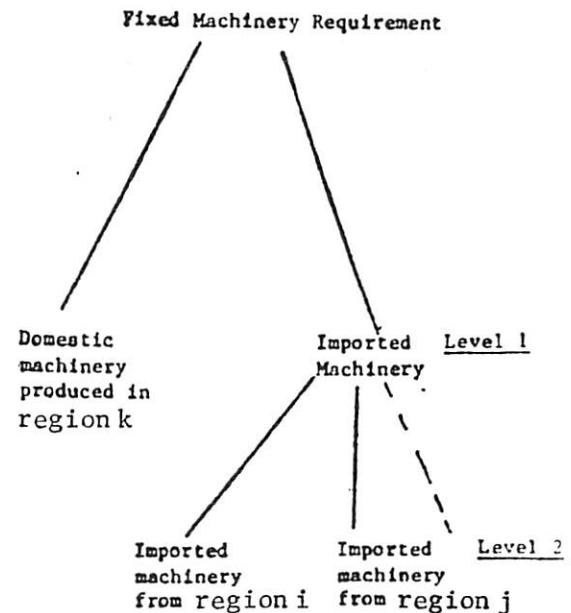 Fixed Machinery Requirement
Domestic
machinery
produced in
region k
Imported
Machinery
Level 1
Imported
machinery
from region i
Imported
machinery
from region j
Level 2